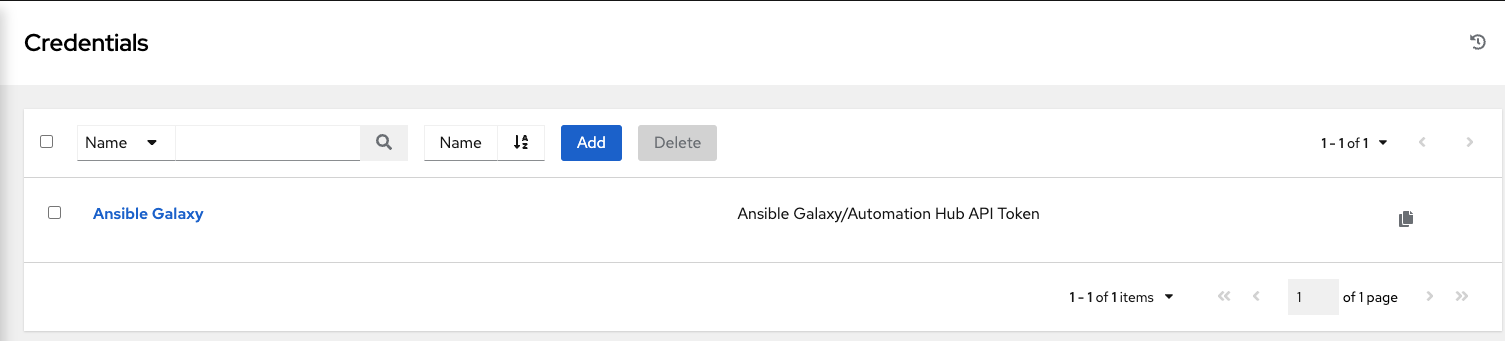 Credentials
Name Name Add Delete 1 - 1 of 1
Ansible Galaxy Ansible Galaxy/Automation Hub API Token
1 - 1 of 1 items 1 of 1 page